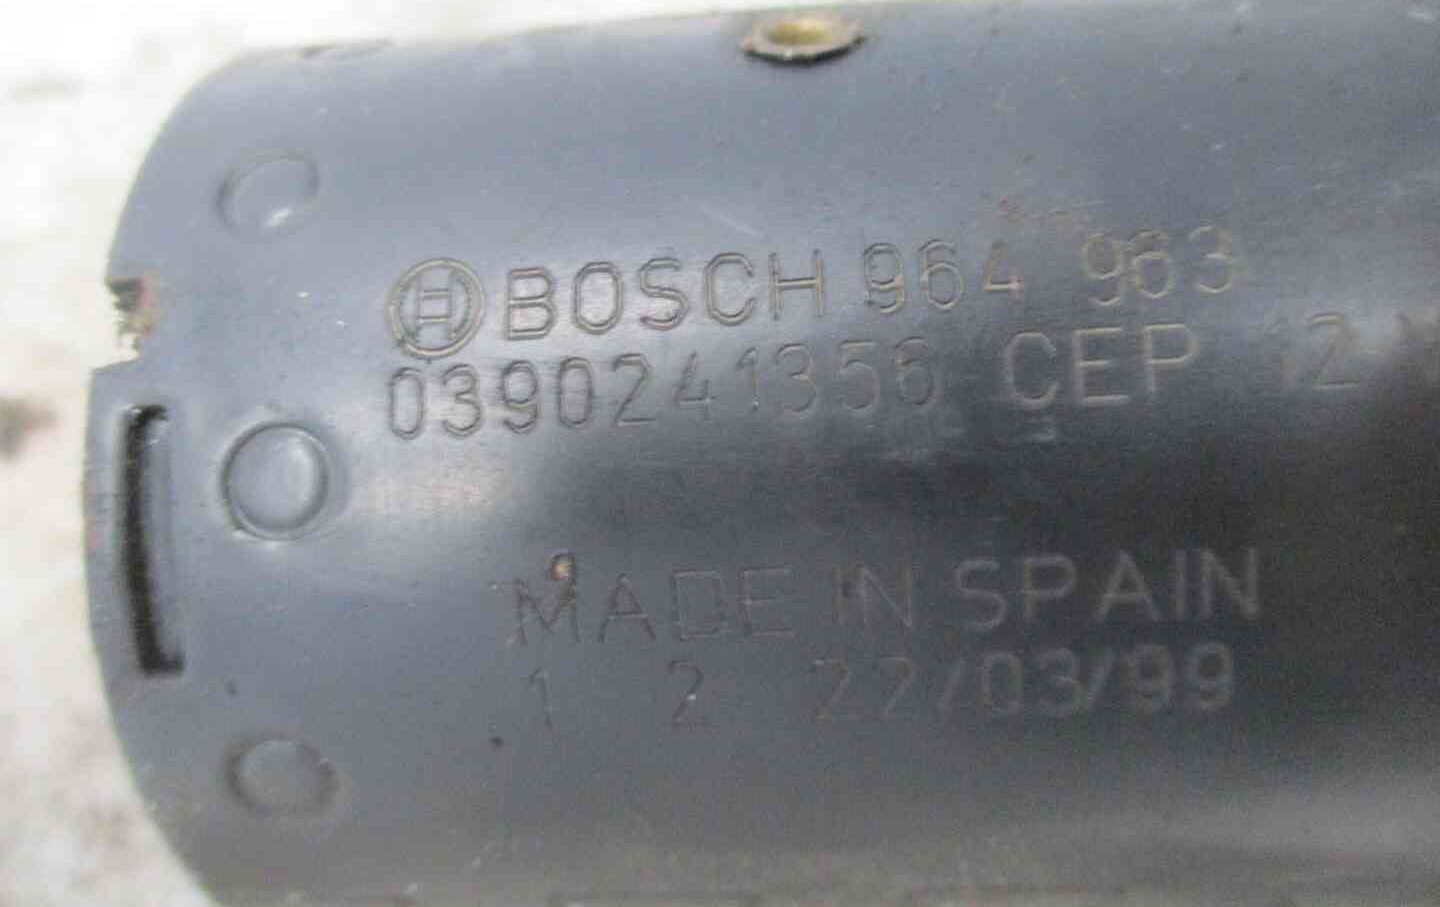 BOSCH 964 963
0390241356 CEP 12
MADE IN SPAIN
1 2 22/03/99